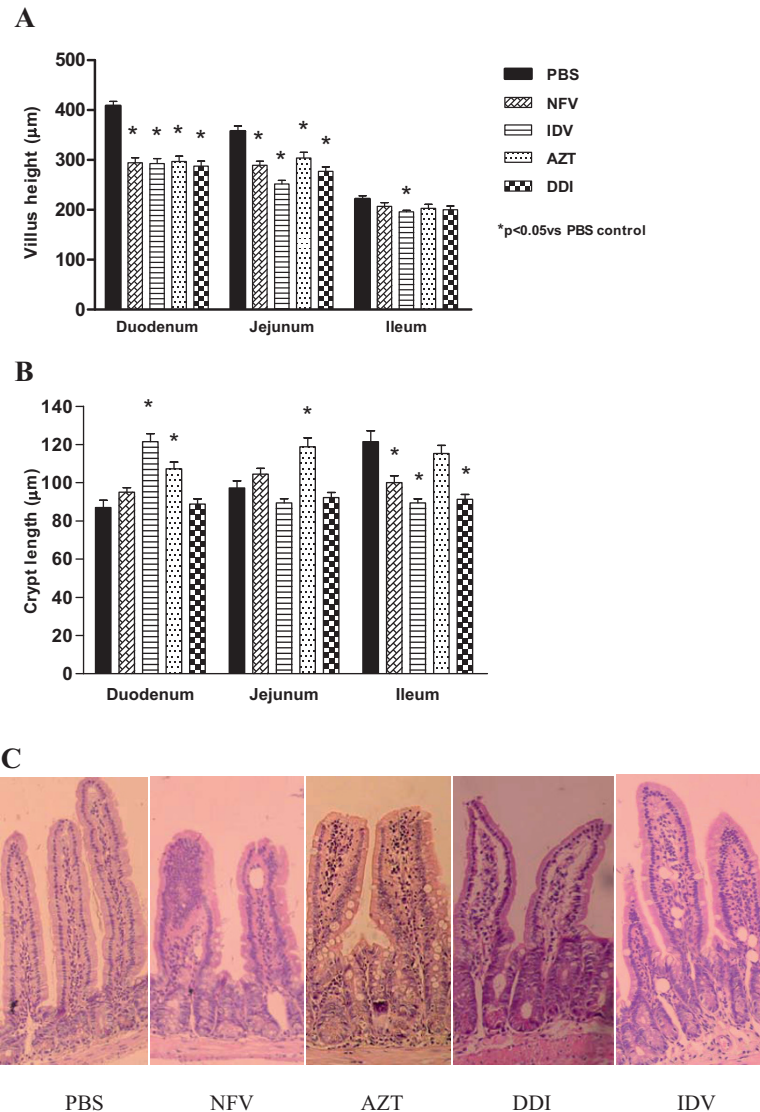 A
500
400
300
200
100
0
Villus height (μm)
* * * *
* * * *
*
Duodenum Jejunum Ileum
PBS
NFV
IDV
AZT
DDI
*p<0.05vs PBS control
B
140
120
100
80
60
40
20
0
Crypt length (μm)
* *
*
* * *
Duodenum Jejunum Ileum
C
PBS NFV AZT DDI IDV